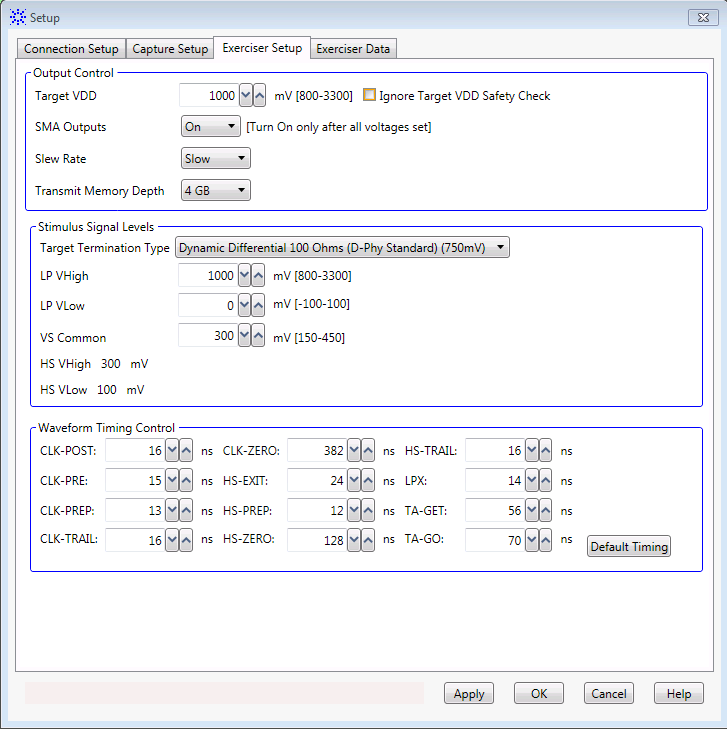 Setup
Connection Setup Capture Setup Exerciser Setup Exerciser Data
Output Control
Target VDD 1000 mV [800-3300] Ignore Target VDD Safety Check
SMA Outputs On [Turn On only after all voltages set]
Slew Rate Slow
Transmit Memory Depth 4 GB
Stimulus Signal Levels
Target Termination Type Dynamic Differential 100 Ohms (D-Phy Standard) (750mV)
LP VHigh 1000 mV [800-3300]
LP VLow 0 mV [-100-100]
VS Common 300 mV [150-450]
HS VHigh 300 mV
HS VLow 100 mV
Waveform Timing Control
CLK-POST: 16 ns CLK-ZERO: 382 ns HS-TRAIL: 16 ns
CLK-PRE: 15 ns HS-EXIT: 24 ns LPX: 14 ns
CLK-PREP: 13 ns HS-PREP: 12 ns TA-GET: 56 ns
CLK-TRAIL: 16 ns HS-ZERO: 128 ns TA-GO: 70 ns Default Timing
Apply OK Cancel Help